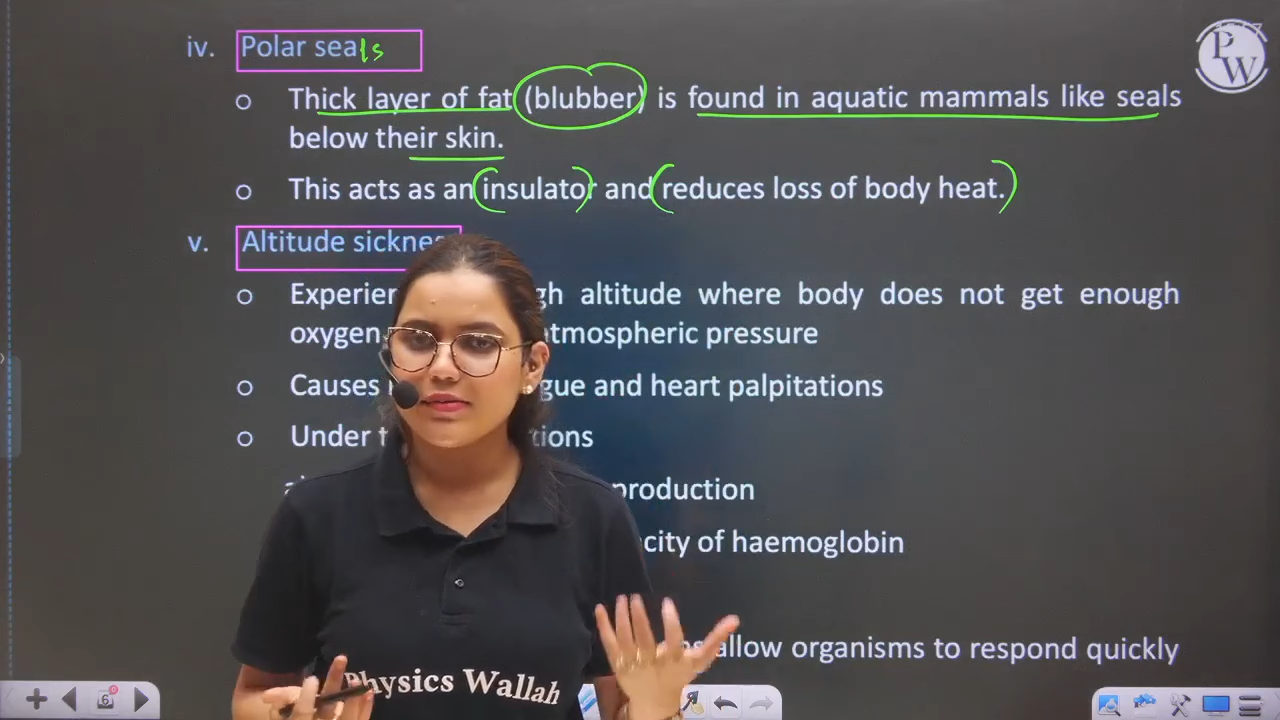 iv. Polar seals
o Thick layer of fat (blubber) is found in aquatic mammals like seals
below their skin.
o This acts as an insulator and reduces loss of body heat.
v. Altitude sickne
o Experien gh altitude where body does not get enough
oxygen atmospheric pressure
o Causes gue and heart palpitations
o Under t tions
production
city of haemoglobin
allow organisms to respond quickly
PW
Physics Wallah
6